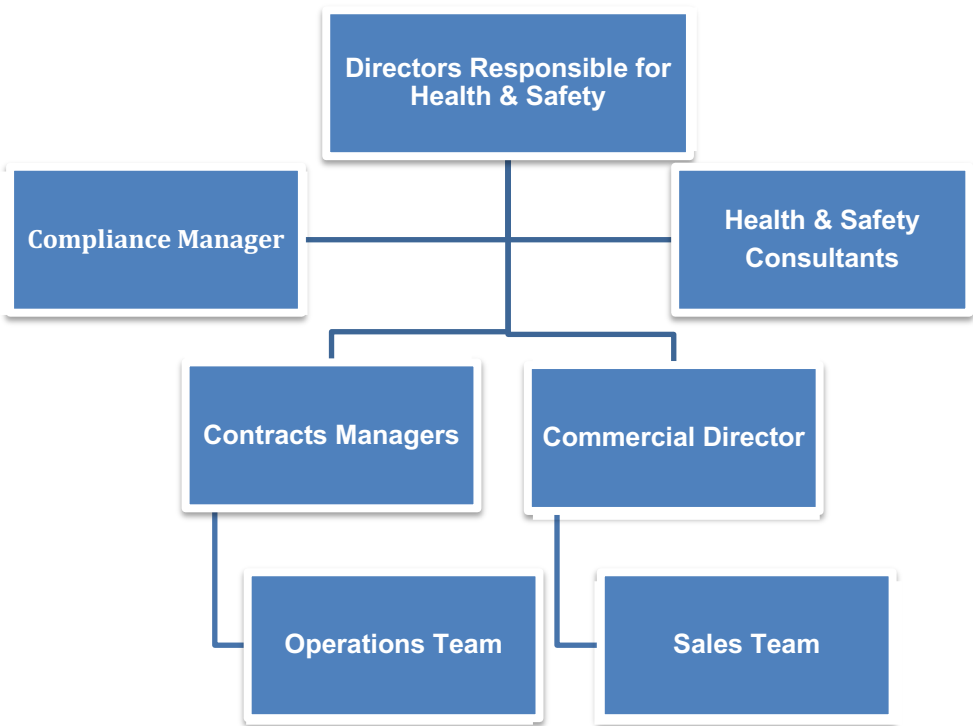 Directors Responsible for
Health & Safety
Compliance Manager
Health & Safety
Consultants
Contracts Managers
Commercial Director
Operations Team
Sales Team